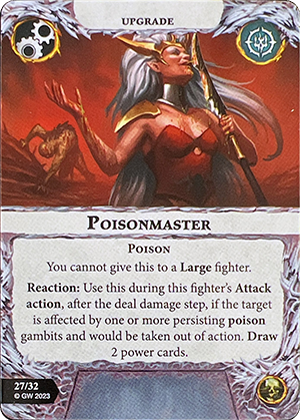 UPGRADE
POISONMASTER
POISON
You cannot give this to a Large fighter.
Reaction: Use this during this fighter's Attack
action, after the deal damage step, if the target
is affected by one or more persisting poison
gambits and would be taken out of action. Draw
2 power cards.
27/32
© GW 2023